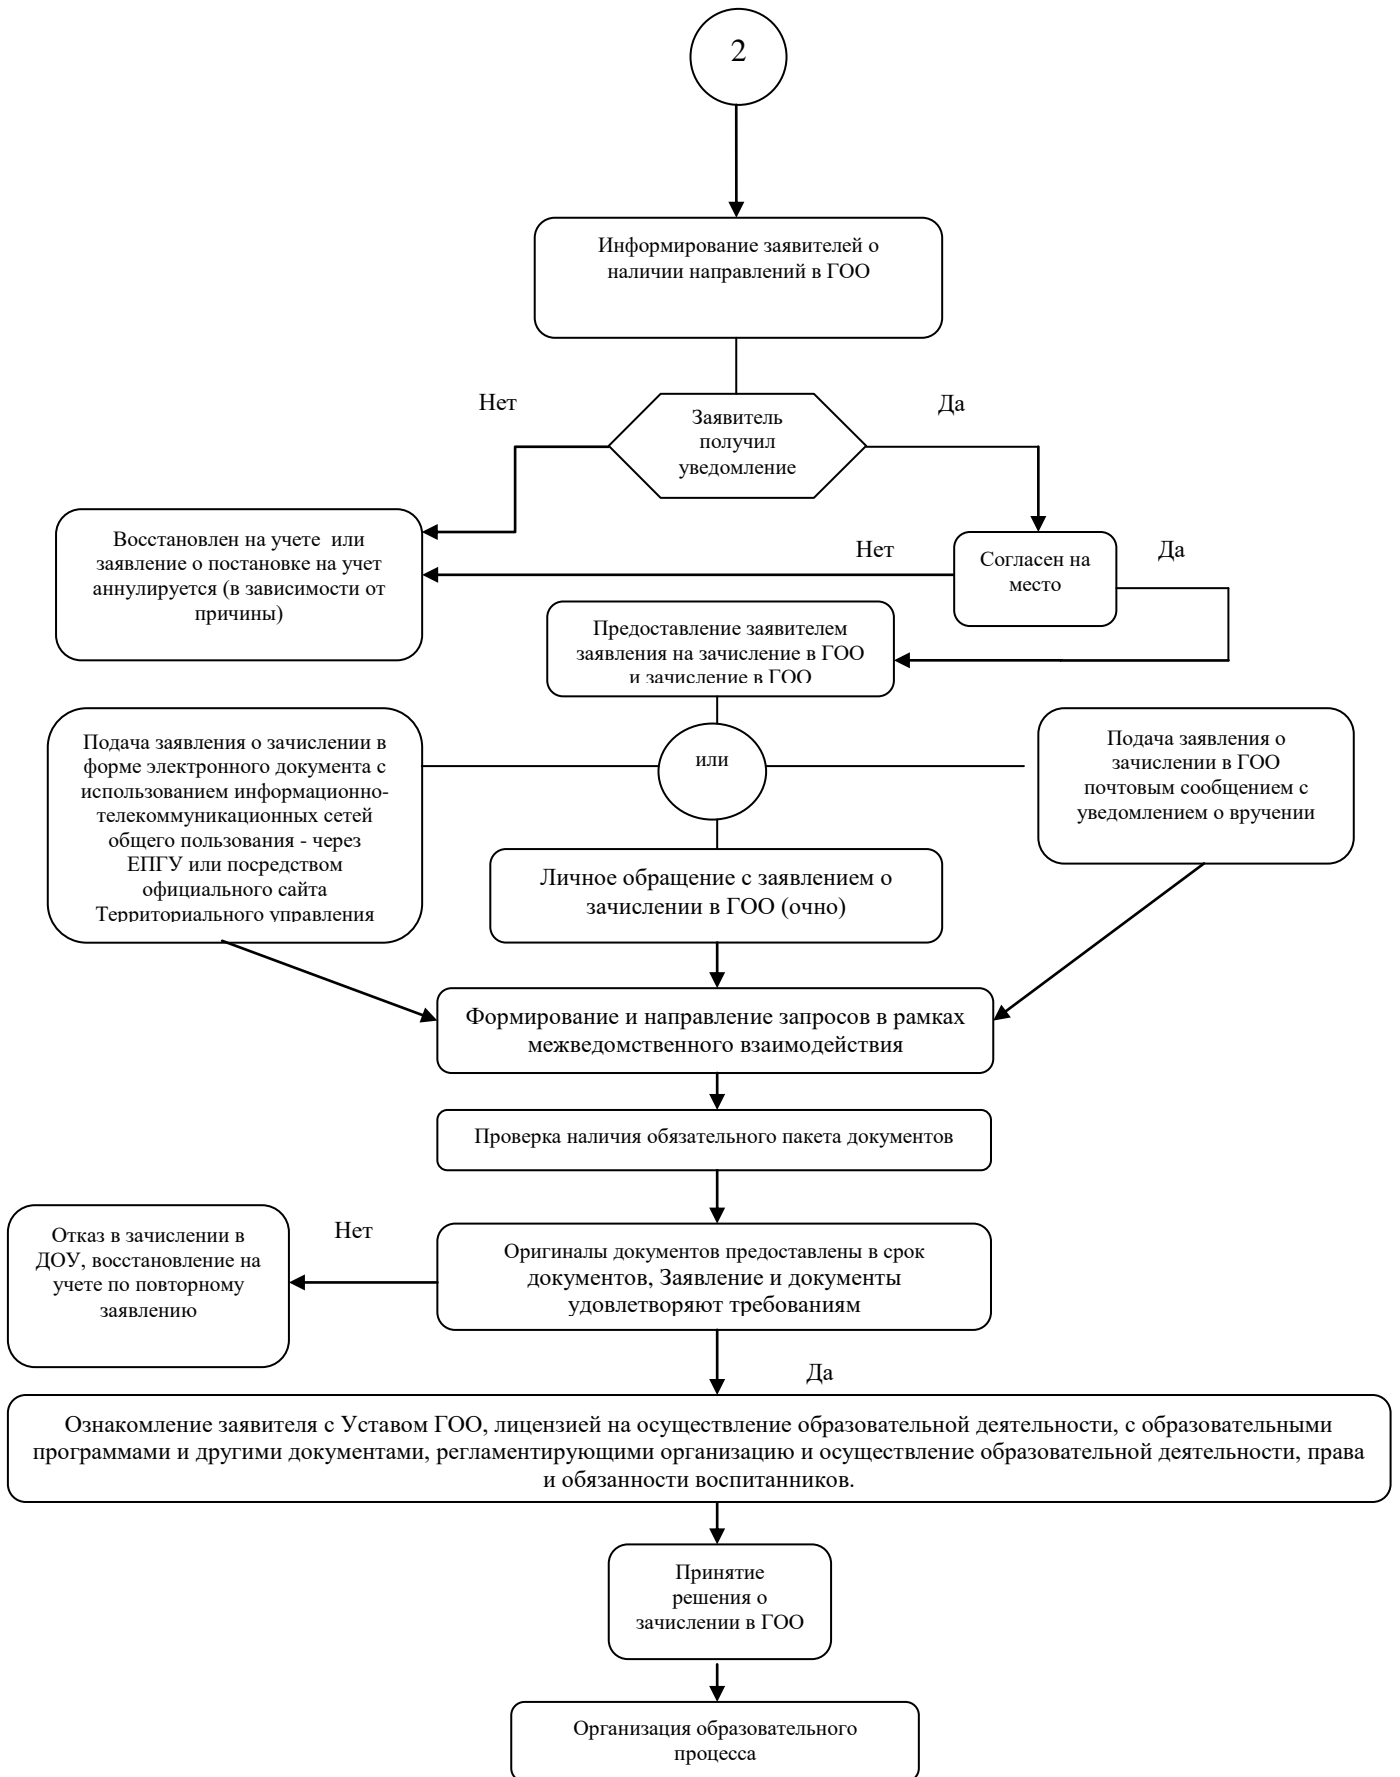 2
Информирование заявителей о
наличии направлений в ГОО
Нет
Да
Заявитель
получил
уведомление
Восстановлен на учете  или
заявление о постановке на учет
аннулируется (в зависимости от
причины)
Нет
Согласен на
место
Да
Предоставление заявителем
заявления на зачисление в ГОО
и зачисление в ГОО
Подача заявления о зачислении в
форме электронного документа с
использованием информационно-
телекоммуникационных сетей
общего пользования - через
ЕПГУ или посредством
официального сайта
Территориального управления
или
Подача заявления о
зачислении в ГОО
почтовым сообщением с
уведомлением о вручении
Личное обращение с заявлением о
зачислении в ГОО (очно)
Формирование и направление запросов в рамках
межведомственного взаимодействия
Проверка наличия обязательного пакета документов
Отказ в зачислении в
ДОУ, восстановление на
учете по повторному
заявлению
Нет
Оригиналы документов предоставлены в срок
документов, Заявление и документы
удовлетворяют требованиям
Да
Ознакомление заявителя с Уставом ГОО, лицензией на осуществление образовательной деятельности, с образовательными
программами и другими документами, регламентирующими организацию и осуществление образовательной деятельности, права
и обязанности воспитанников.
Принятие
решения о
зачислении в ГОО
Организация образовательного
процесса